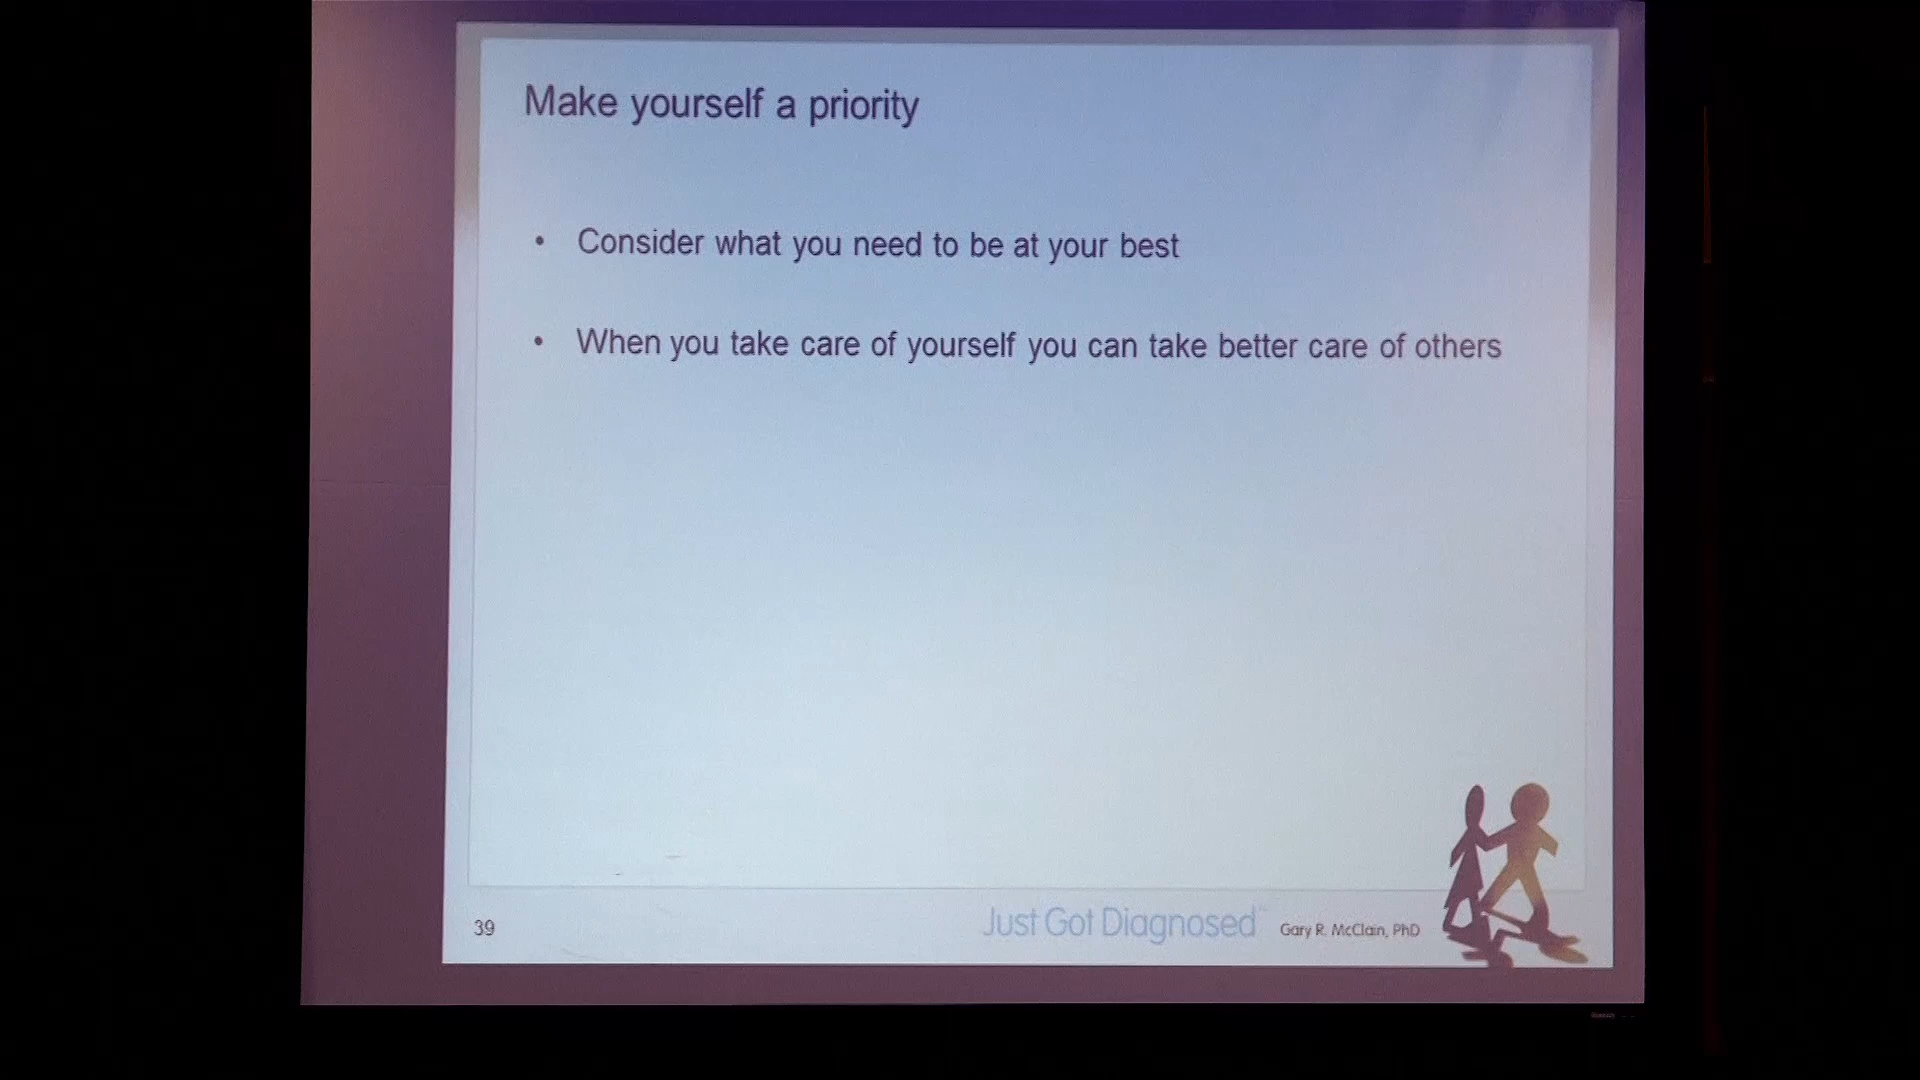 Make yourself a priority
• Consider what you need to be at your best
• When you take care of yourself you can take better care of others
39
Just Got Diagnosed™
Gary R. McClain, PhD